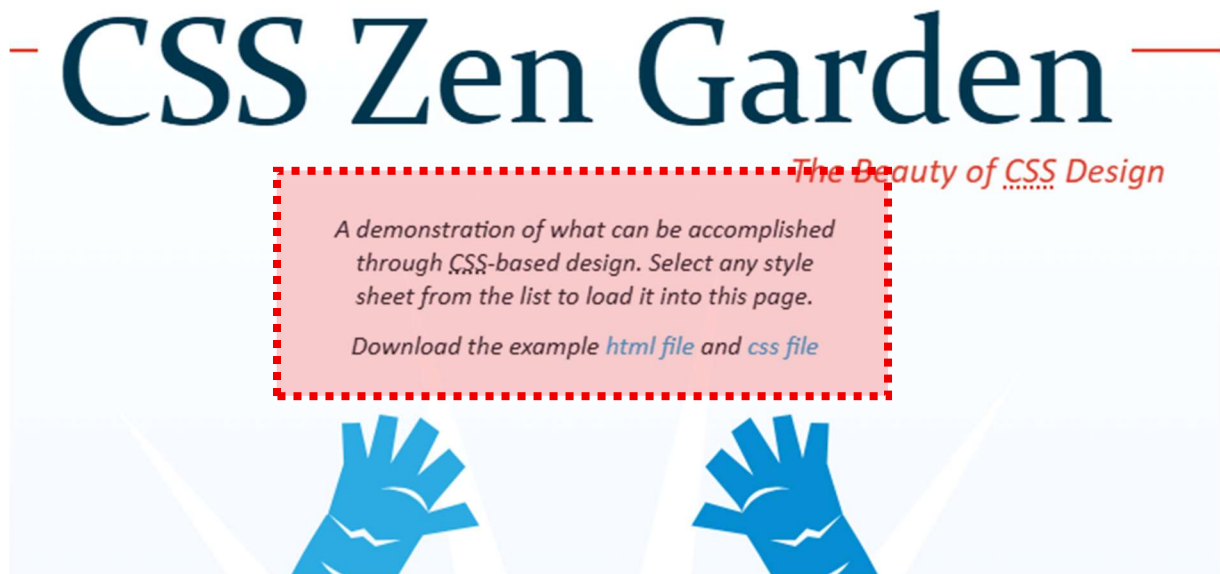 CSS Zen Garden
The Beauty of CSS Design
A demonstration of what can be accomplished
through CSS-based design. Select any style
sheet from the list to load it into this page.
Download the example html file and css file